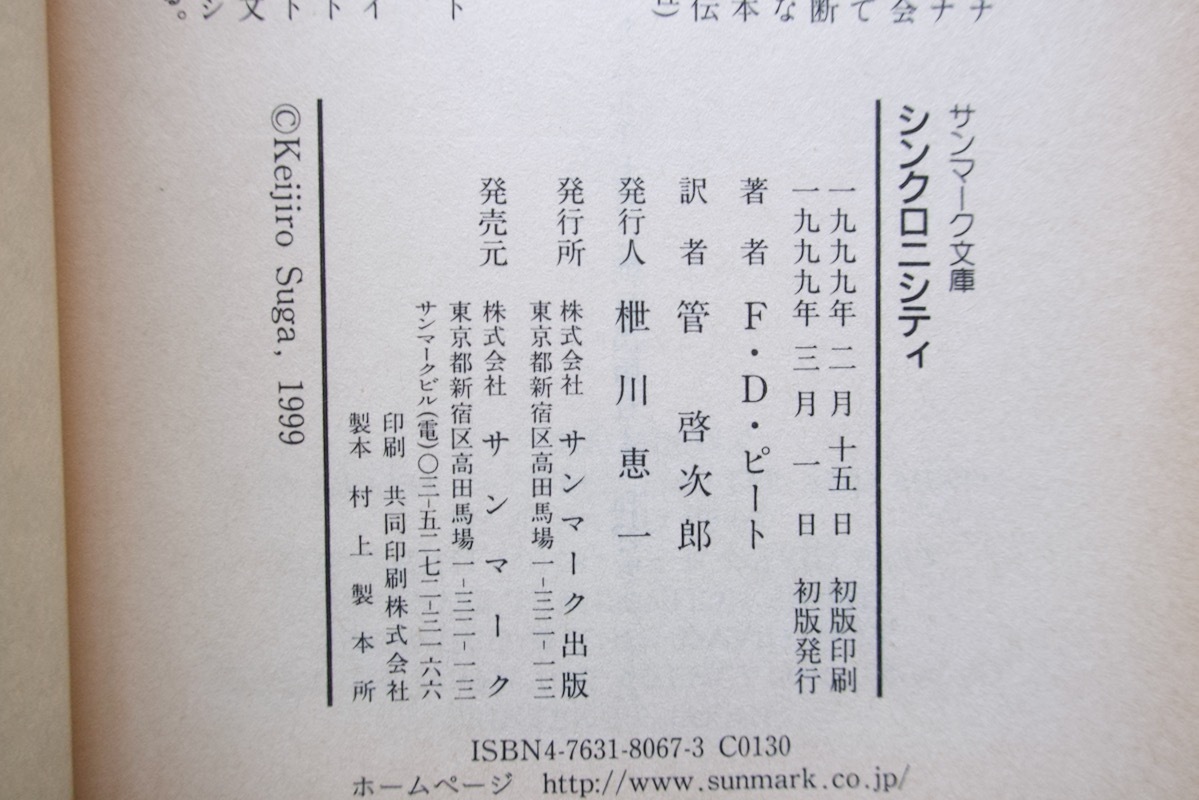 サンマーク文庫
シンクロニシティ
一九九九年 二月 十五日 初版印刷
一九九九年 三月 一日 初版発行
著者 F・D・ピート
訳者 管 啓次郎
発行人 枻川恵一
発行所 株式会社 サンマーク出版
東京都新宿区高田馬場一-三二-一三
発売元 株式会社 サンマーク
東京都新宿区高田馬場一-三二-一三
サンマークビル(電)〇三-五二七二-三一六六
印刷 共同印刷株式会社
製本 村上製本所
©Keijiro Suga, 1999
ISBN4-7631-8067-3 C0130
ホームページ http://www.sunmark.co.jp/